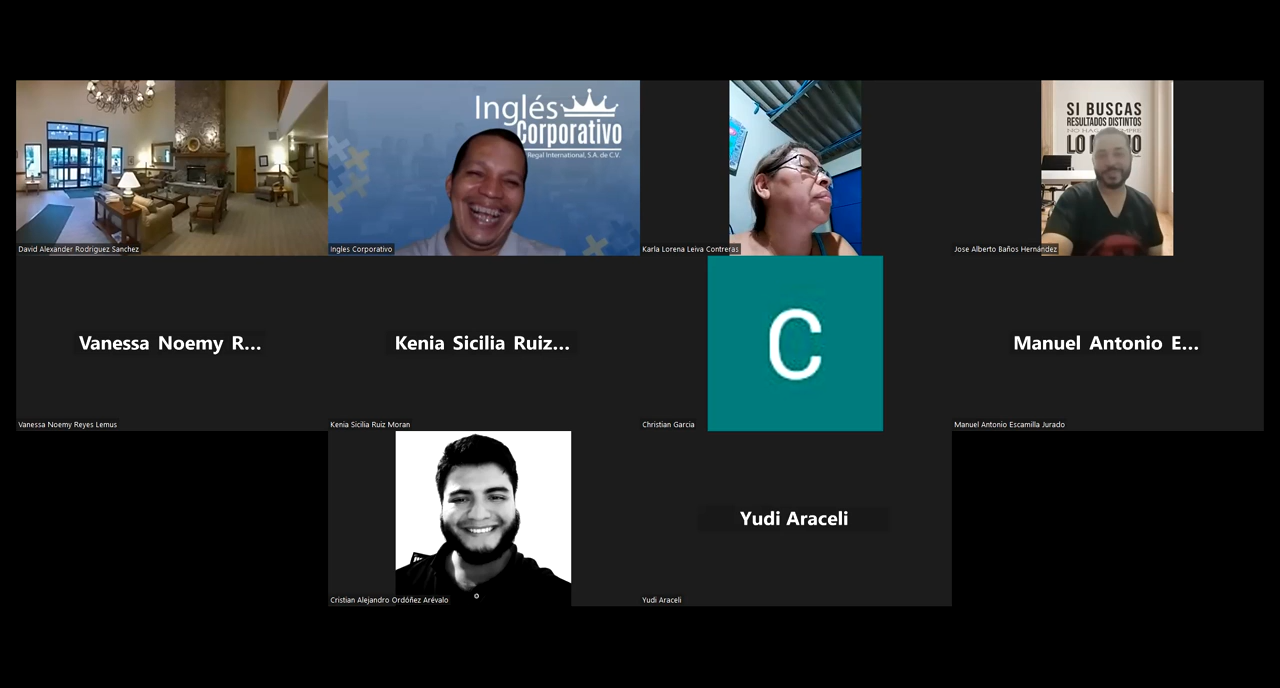 Inglés
Corporativo
Regal International, S.A. de C.V.
SI BUSCAS
RESULTADOS DISTINTOS
LO
David Alexander Rodriguez Sanchez
Ingles Corporativo
Karla Lorena Leiva Contreras
Jose Alberto Baños Hernández
Vanessa Noemy R...
Kenia Sicilia Ruiz...
C
Manuel Antonio E...
Vanessa Noemy Reyes Lemus
Kenia Sicilia Ruiz Moran
Christian Garcia
Manuel Antonio Escamilla Jurado
Yudi Araceli
Cristian Alejandro Ordóñez Arévalo
Yudi Araceli